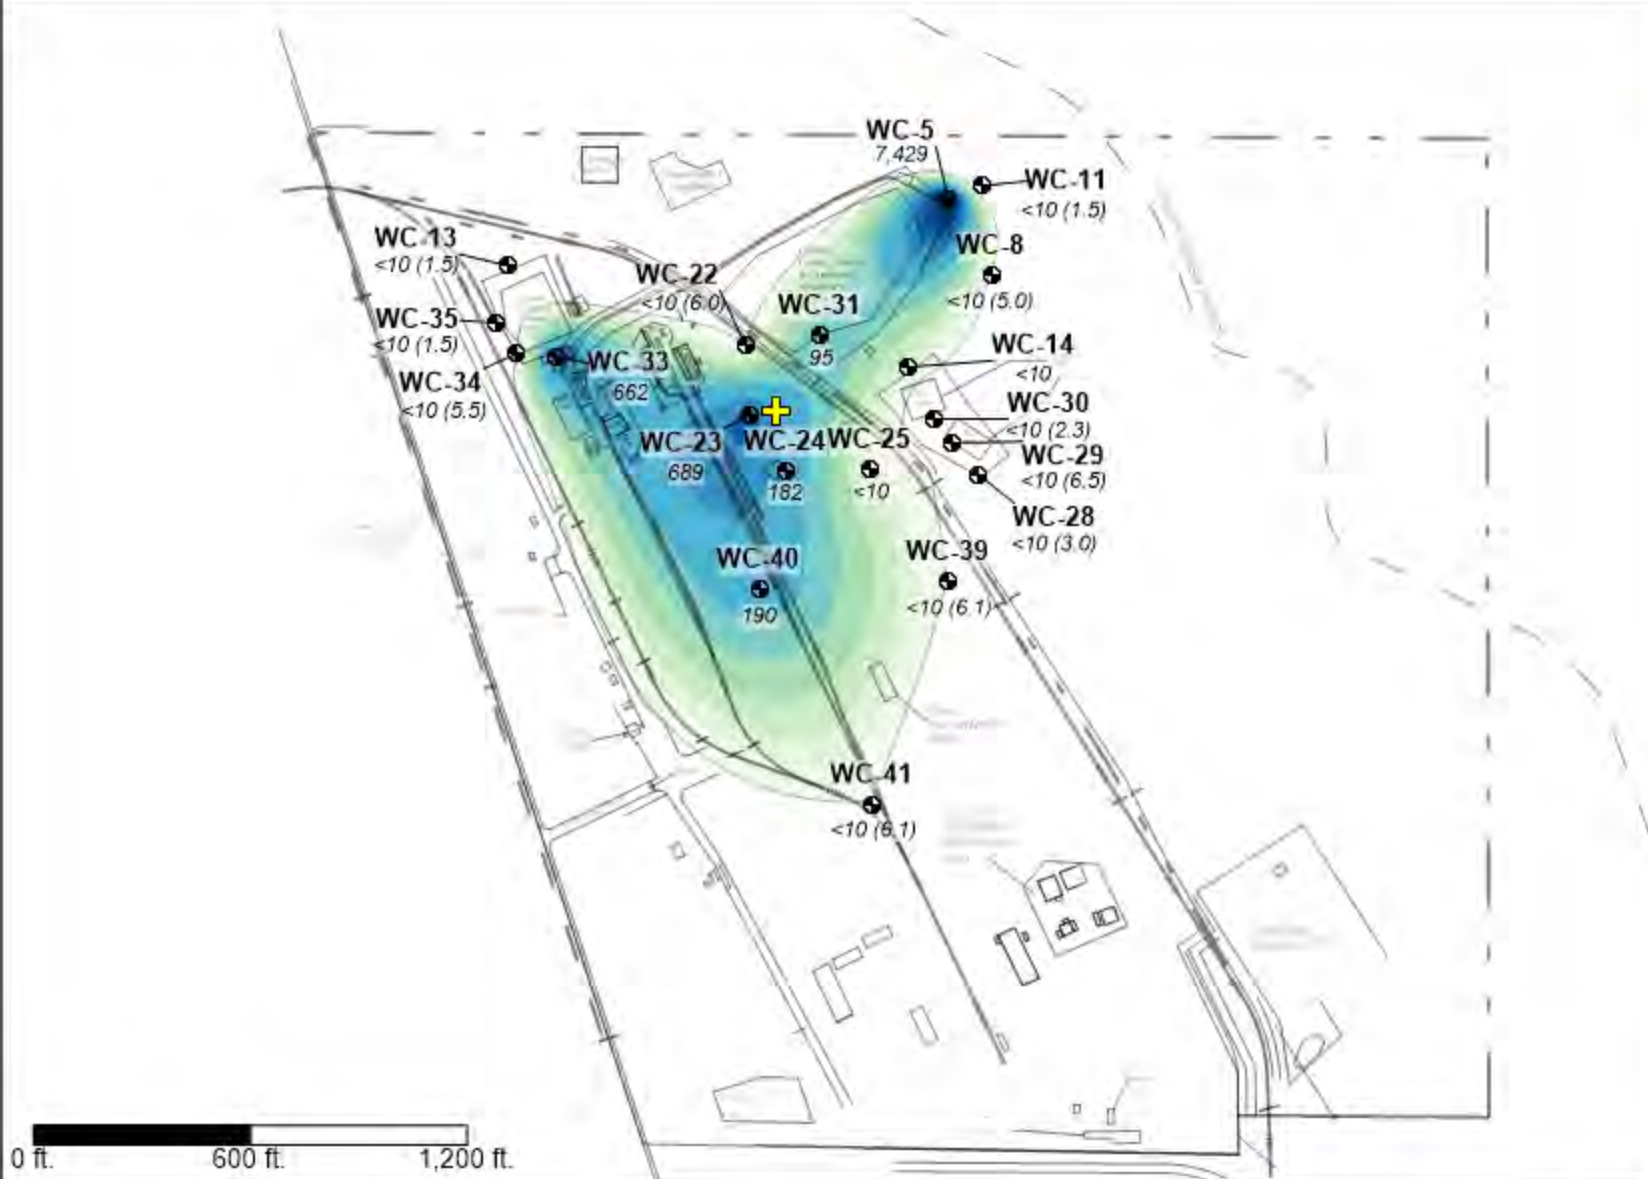 WC-5
7,429
WC-11
<10 (1.5)
WC-13
<10 (1.5)
WC-8
<10 (5.0)
WC-22
<10 (6.0)
WC-31
95
WC-35
<10 (1.5)
WC-14
<10
WC-33
662
WC-34
<10 (5.5)
WC-30
<10 (2.3)
WC-23
689
WC-24
182
WC-25
<10
WC-29
<10 (6.5)
WC-28
<10 (3.0)
WC-40
190
WC-39
<10 (6.1)
WC-41
<10 (6.1)
0 ft.
600 ft.
1,200 ft.